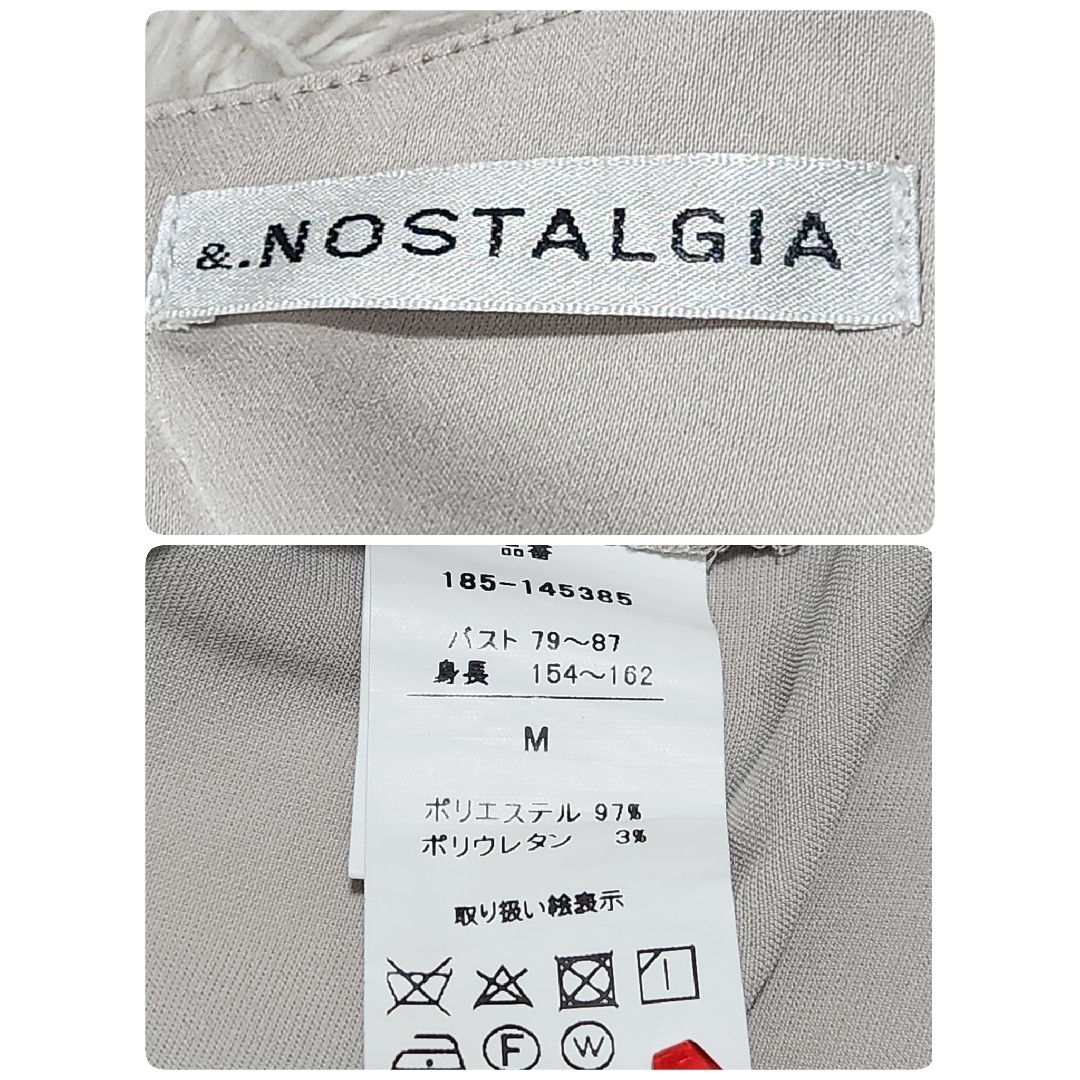 &.NOSTALGIA
品番
185-145385
バスト 79〜87
身長 154〜162
M
ポリエステル 97%
ポリウレタン 3%
取り扱い絵表示
F W